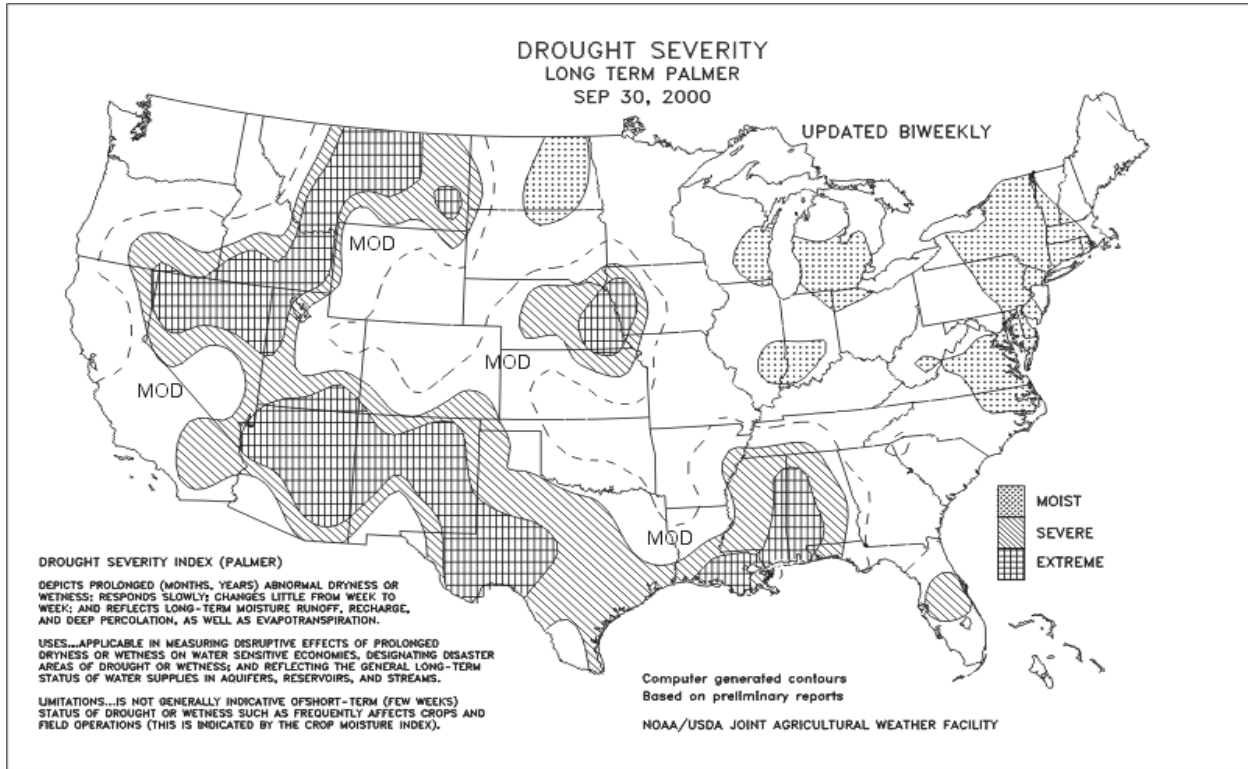 DROUGHT SEVERITY
LONG TERM PALMER
SEP 30, 2000
UPDATED BIWEEKLY
MOD
MOD
MOD
MOD
MOIST
SEVERE
EXTREME
DROUGHT SEVERITY INDEX (PALMER)
DEPICTS PROLONGED (MONTHS, YEARS) ABNORMAL DRYNESS OR
WETNESS; RESPONDS SLOWLY; CHANGES LITTLE FROM WEEK TO
WEEK; AND REFLECTS LONG-TERM MOISTURE RUNOFF, RECHARGE,
AND DEEP PERCOLATION, AS WELL AS EVAPOTRANSPIRATION.
USES...APPLICABLE IN MEASURING DISRUPTIVE EFFECTS OF PROLONGED
DRYNESS OR WETNESS ON WATER SENSITIVE ECONOMIES, DESIGNATING DISASTER
AREAS OF DROUGHT OR WETNESS; AND REFLECTING THE GENERAL LONG-TERM
STATUS OF WATER SUPPLIES IN AQUIFERS, RESERVOIRS, AND STREAMS.
LIMITATIONS...IS NOT GENERALLY INDICATIVE OFSHORT-TERM (FEW WEEKS)
STATUS OF DROUGHT OR WETNESS SUCH AS FREQUENTLY AFFECTS CROPS AND
FIELD OPERATIONS (THIS IS INDICATED BY THE CROP MOISTURE INDEX).
Computer generated contours
Based on preliminary reports
NOAA/USDA JOINT AGRICULTURAL WEATHER FACILITY